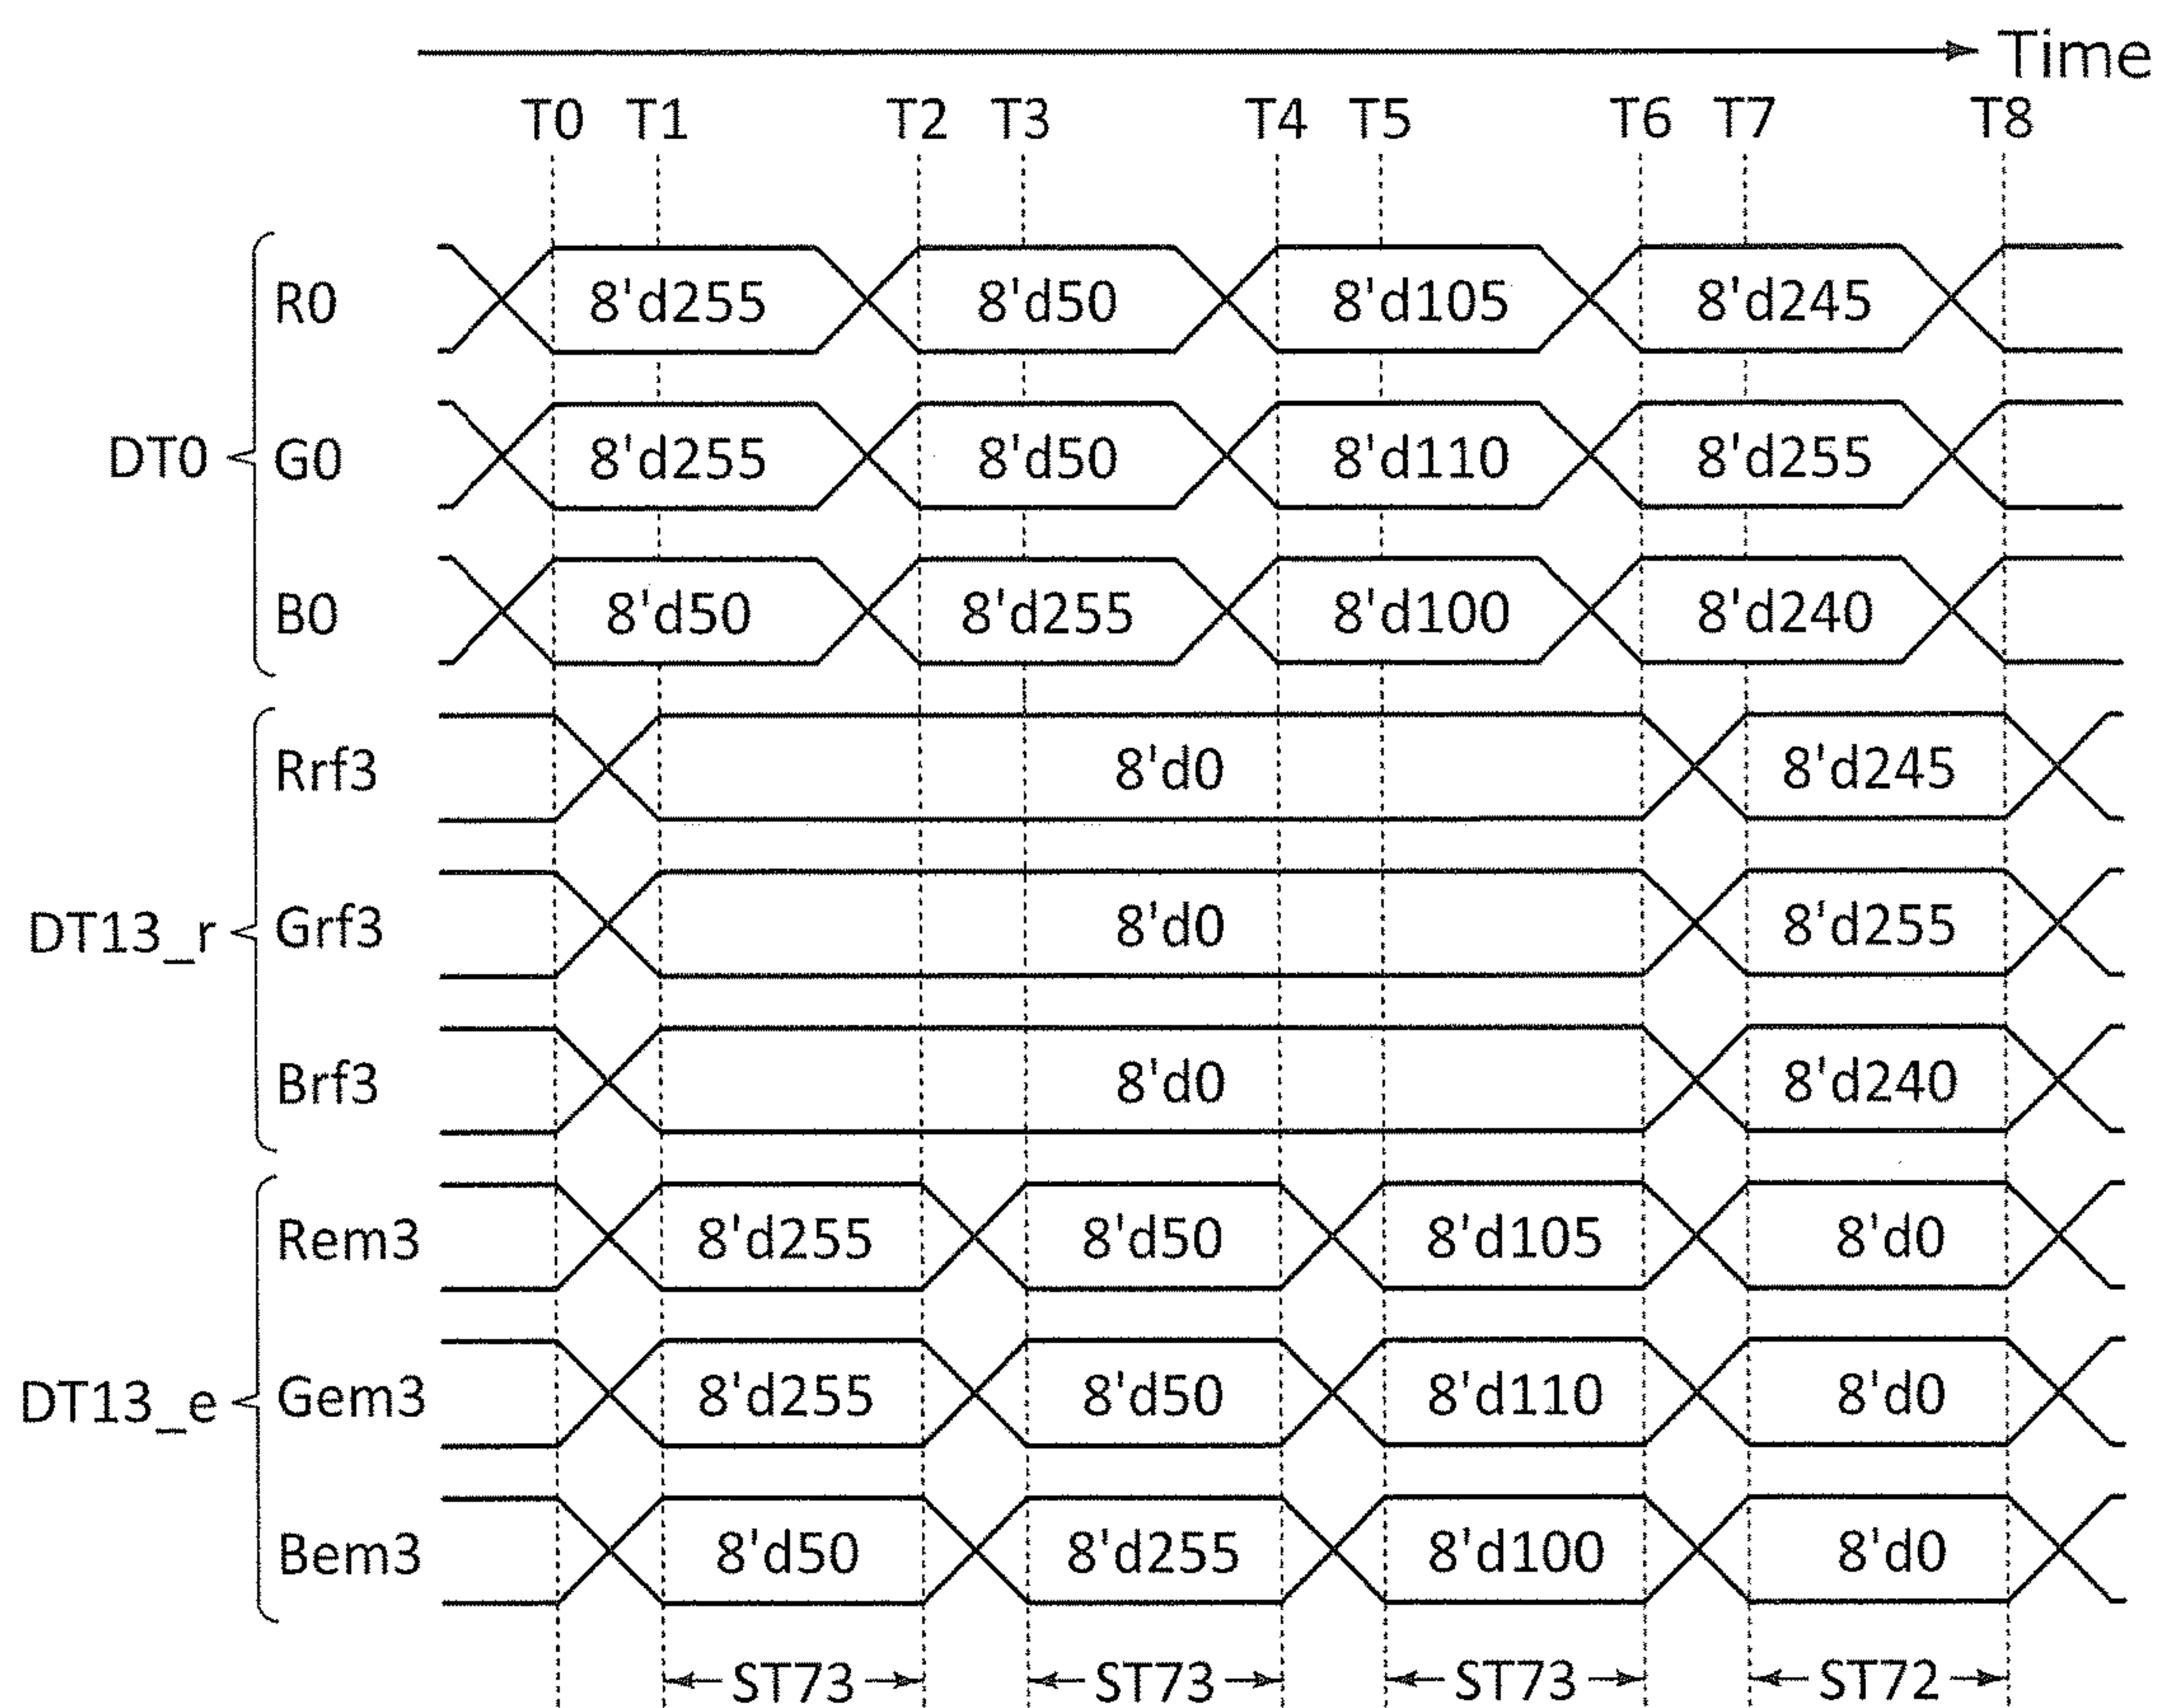 Time
T0 T1 T2 T3 T4 T5 T6 T7 T8
R0 8'd255 8'd50 8'd105 8'd245
DT0 G0 8'd255 8'd50 8'd110 8'd255
B0 8'd50 8'd255 8'd100 8'd240
Rrf3 8'd0 8'd245
DT13_r Grf3 8'd0 8'd255
Brf3 8'd0 8'd240
Rem3 8'd255 8'd50 8'd105 8'd0
DT13_e Gem3 8'd255 8'd50 8'd110 8'd0
Bem3 8'd50 8'd255 8'd100 8'd0
ST73 ST73 ST73 ST72